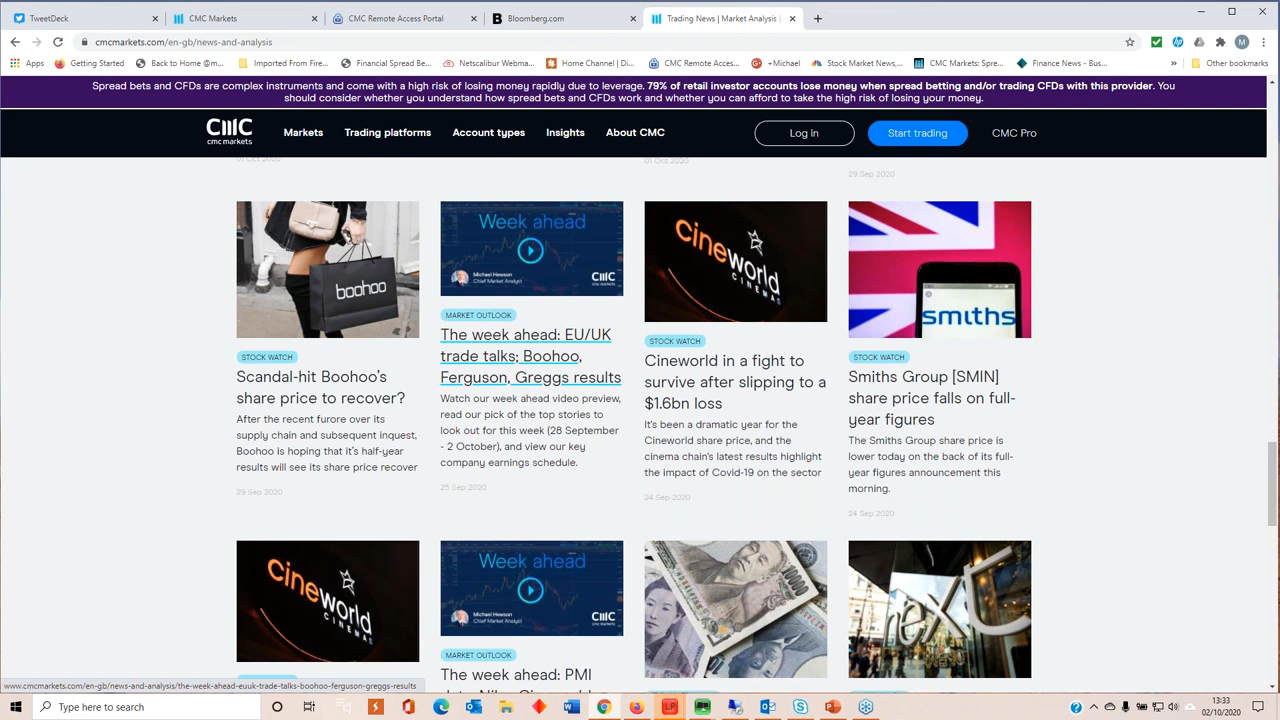 TweetDeck
CMC Markets
CMC Remote Access Portal
Bloomberg.com
Trading News | Market Analysis |
cmcmarkets.com/en-gb/news-and-analysis
M
Apps
Getting Started
Back to Home @m...
Imported From Fire...
Financial Spread Be...
Netscalibur Webma...
Home Channel | Di...
CMC Remote Acces...
+Michael
Stock Market News,...
CMC Markets: Spre...
Finance News - Bus...
»
Other bookmarks
Spread bets and CFDs are complex instruments and come with a high risk of losing money rapidly due to leverage. 79% of retail investor accounts lose money when spread betting and/or trading CFDs with this provider. You
should consider whether you understand how spread bets and CFDs work and whether you can afford to take the high risk of losing your money.
CMC
cmc markets
Markets
Trading platforms
Account types
Insights
About CMC
Log in
Start trading
CMC Pro
01 Oct 2020
01 Oct 2020
29 Sep 2020
boohoo
STOCK WATCH
Scandal-hit Boohoo's
share price to recover?
After the recent furore over its
supply chain and subsequent inquest,
Boohoo is hoping that it's half-year
results will see its share price recover
29 Sep 2020
Week ahead
Michael Hewson
Chief Market Analyst
CMC
cmc markets
MARKET OUTLOOK
The week ahead: EU/UK
trade talks; Boohoo,
Ferguson, Greggs results
Watch our week ahead video preview,
read our pick of the top stories to
look out for this week (28 September
- 2 October), and view our key
company earnings schedule.
25 Sep 2020
cineworld
CINEMAS
STOCK WATCH
Cineworld in a fight to
survive after slipping to a
$1.6bn loss
It's been a dramatic year for the
Cineworld share price, and the
cinema chain's latest results highlight
the impact of Covid-19 on the sector
24 Sep 2020
smiths
STOCK WATCH
Smiths Group [SMIN]
share price falls on full-
year figures
The Smiths Group share price is
lower today on the back of its full-
year figures announcement this
morning.
24 Sep 2020
cineworld
CINEMAS
Week ahead
Michael Hewson
Chief Market Analyst
CMC
cmc markets
MARKET OUTLOOK
The week ahead: PMI
next
www.cmcmarkets.com/en-gb/news-and-analysis/the-week-ahead-euuk-trade-talks-boohoo-ferguson-greggs-results
Type here to search
13:33
02/10/2020